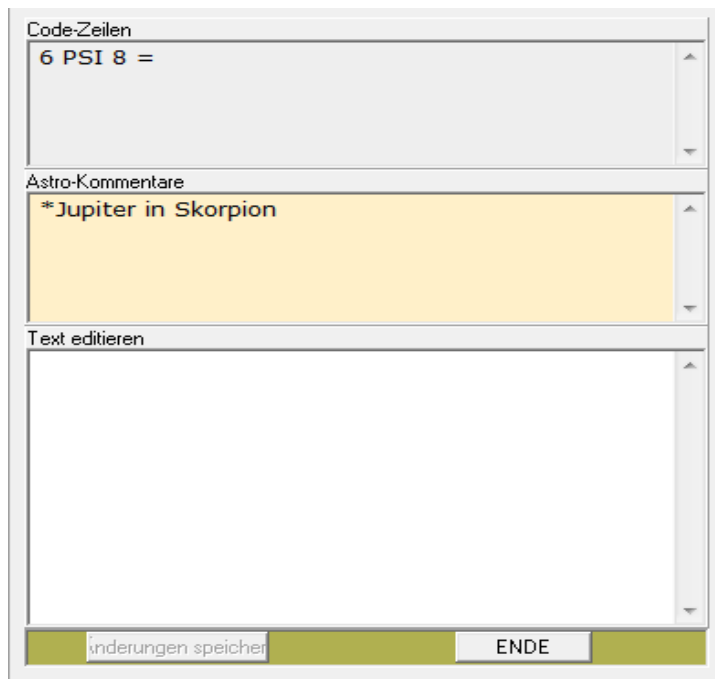 Code-Zeilen
6 PSI 8 =
Astro-Kommentare
*Jupiter in Skorpion
Text editieren
nderungen speicher
ENDE